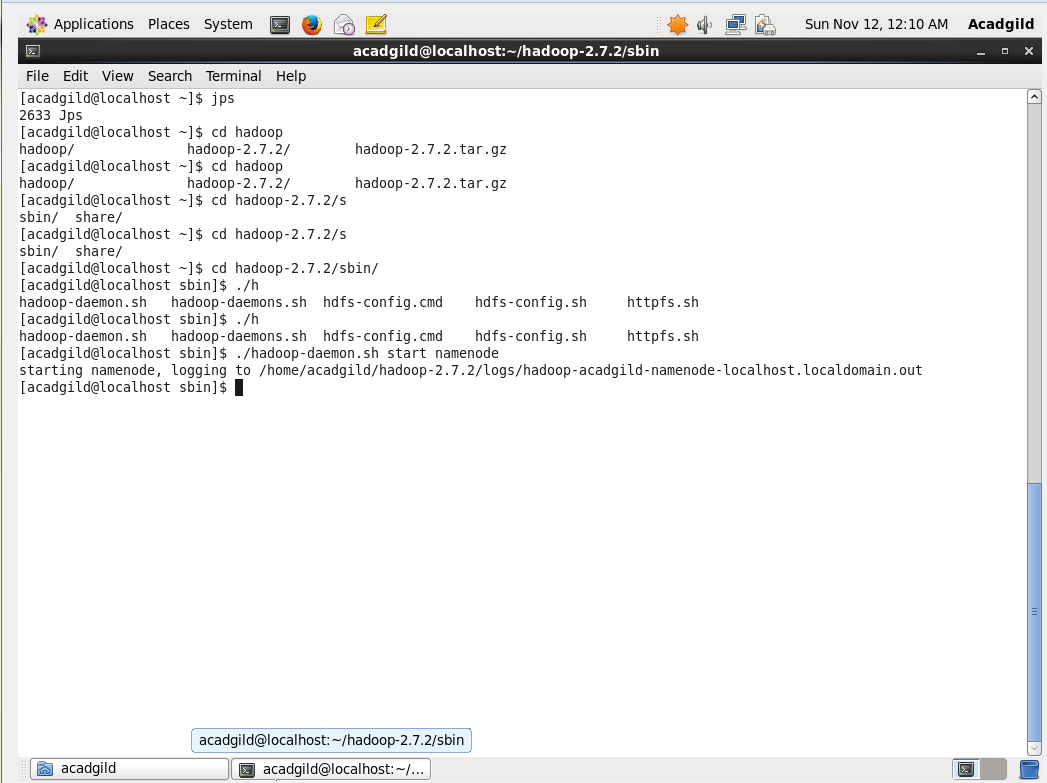 Applications Places System Sun Nov 12, 12:10 AM Acadgild
acadgild@localhost:~/hadoop-2.7.2/sbin
File Edit View Search Terminal Help
[acadgild@localhost ~]$ jps
2633 Jps
[acadgild@localhost ~]$ cd hadoop
hadoop/ hadoop-2.7.2/ hadoop-2.7.2.tar.gz
[acadgild@localhost ~]$ cd hadoop
hadoop/ hadoop-2.7.2/ hadoop-2.7.2.tar.gz
[acadgild@localhost ~]$ cd hadoop-2.7.2/s
sbin/ share/
[acadgild@localhost ~]$ cd hadoop-2.7.2/s
sbin/ share/
[acadgild@localhost ~]$ cd hadoop-2.7.2/sbin/
[acadgild@localhost sbin]$ ./h
hadoop-daemon.sh hadoop-daemons.sh hdfs-config.cmd hdfs-config.sh httpfs.sh
[acadgild@localhost sbin]$ ./h
hadoop-daemon.sh hadoop-daemons.sh hdfs-config.cmd hdfs-config.sh httpfs.sh
[acadgild@localhost sbin]$ ./hadoop-daemon.sh start namenode
starting namenode, logging to /home/acadgild/hadoop-2.7.2/logs/hadoop-acadgild-namenode-localhost.localdomain.out
[acadgild@localhost sbin]$
acadgild@localhost:~/hadoop-2.7.2/sbin
acadgild acadgild@localhost:~/...